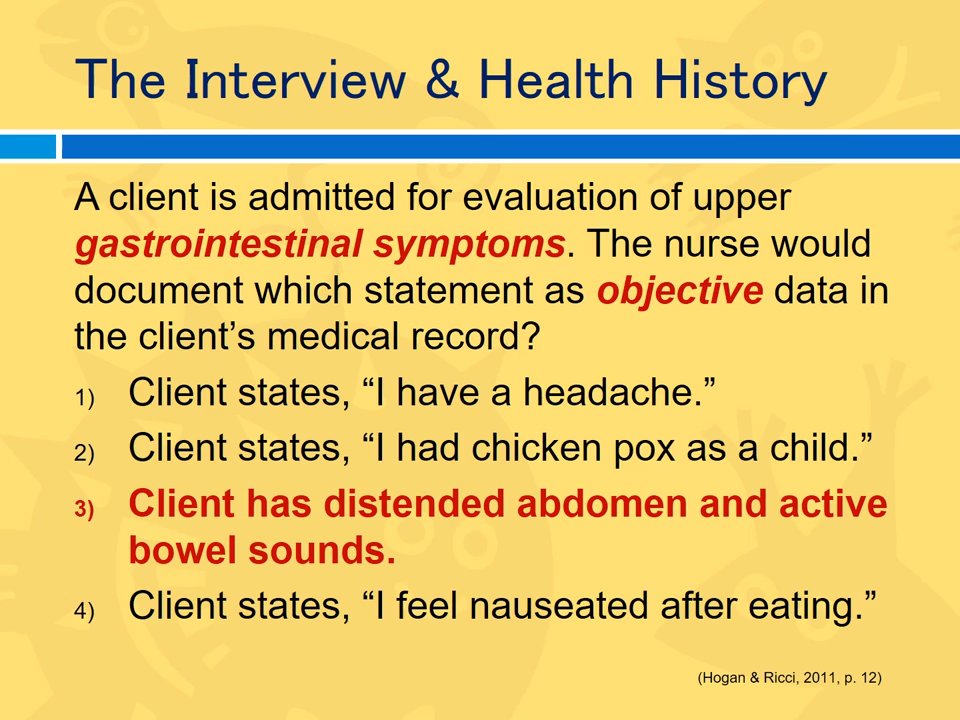 The Interview & Health History
A client is admitted for evaluation of upper
gastrointestinal symptoms. The nurse would
document which statement as objective data in
the client’s medical record?
1) Client states, “I have a headache.”
2) Client states, “I had chicken pox as a child.”
3) Client has distended abdomen and active
bowel sounds.
4) Client states, “I feel nauseated after eating.”
(Hogan & Ricci, 2011, p. 12)